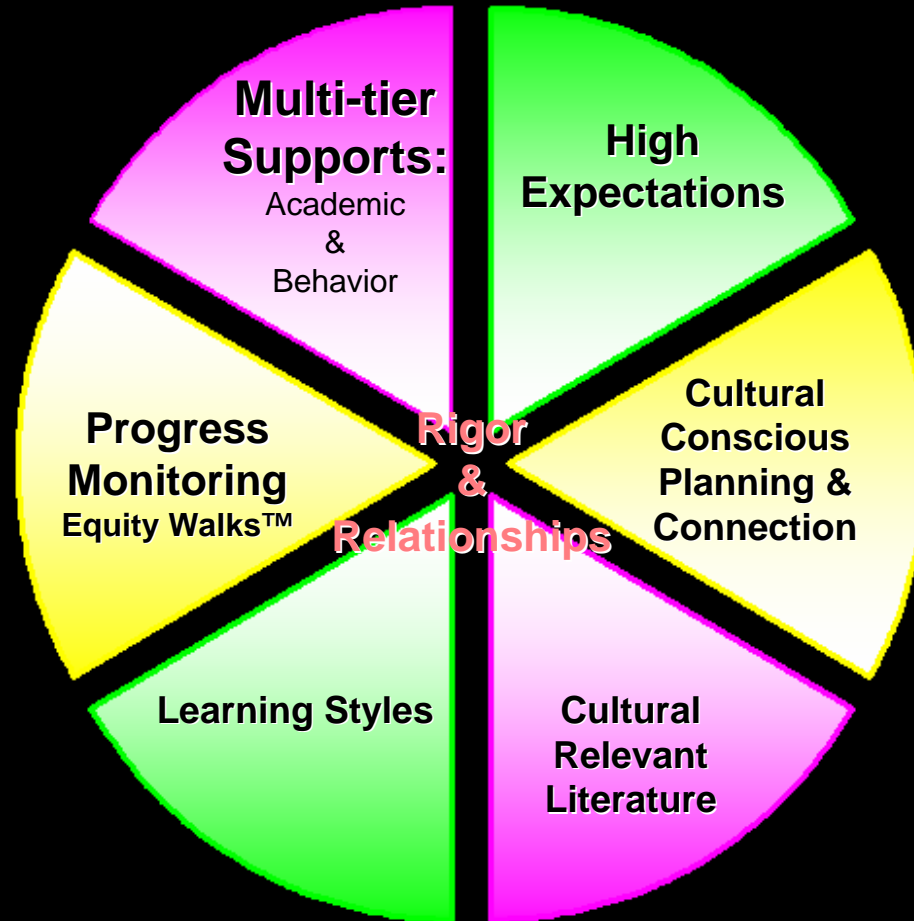 Multi-tier
Supports:
Academic
&
Behavior
High
Expectations
Progress
Monitoring
Equity Walks™
Rigor
&
Relationships
Cultural
Conscious
Planning &
Connection
Learning Styles
Cultural
Relevant
Literature